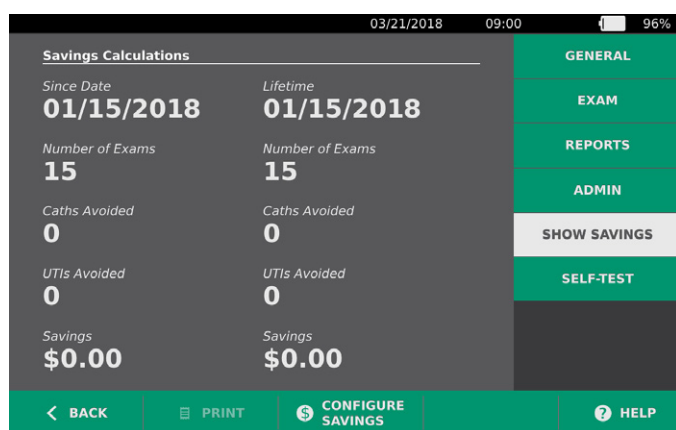 03/21/2018 09:00 96%
Savings Calculations
Since Date Lifetime
01/15/2018 01/15/2018
Number of Exams Number of Exams
15 15
Caths Avoided Caths Avoided
0 0
UTIs Avoided UTIs Avoided
0 0
Savings Savings
$0.00 $0.00
GENERAL
EXAM
REPORTS
ADMIN
SHOW SAVINGS
SELF-TEST
BACK PRINT $ CONFIGURE
SAVINGS
? HELP